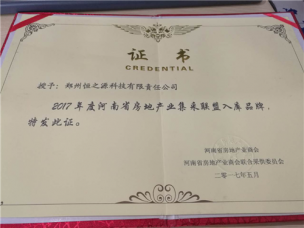 证书
CREDENTIAL
授予：郑州恒之源科技有限责任公司
2017年度河南省房地产业集采联盟入库品牌，
特发此证。
河南省房地产业商会
河南省房地产业商会联合采购委员会
二零一七年五月